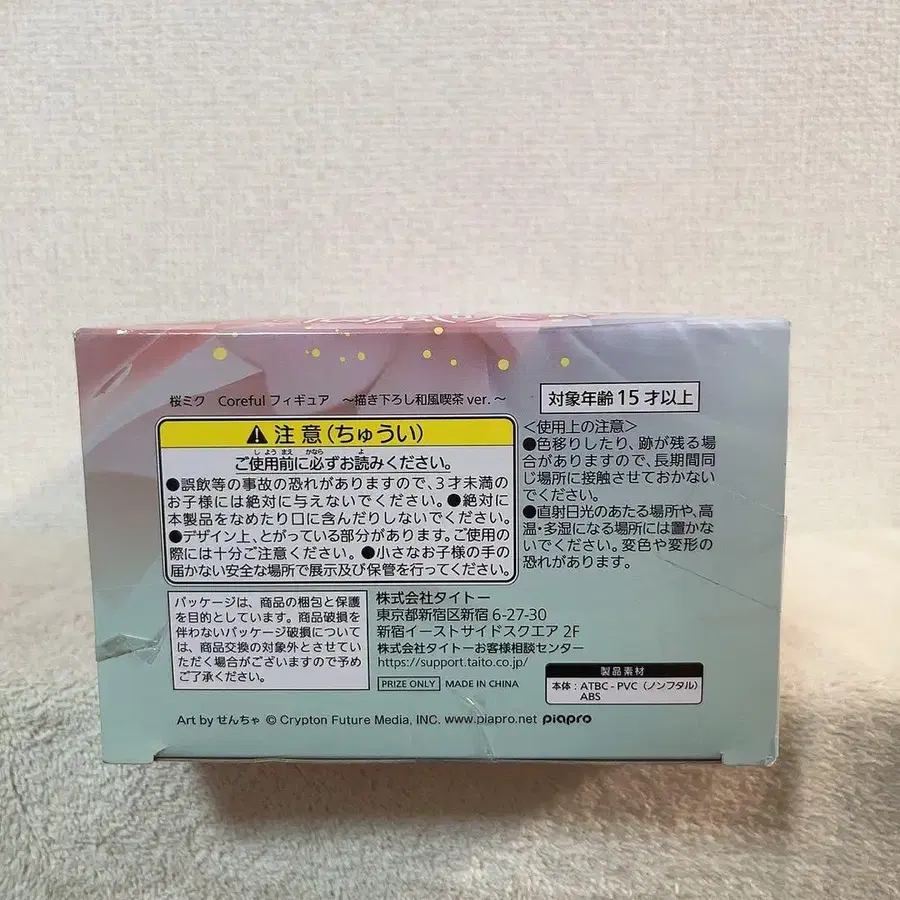 桜ミク Coreful フィギュア ～描き下ろし和風喫茶 ver.～
対象年齢 15 才以上
⚠注意(ちゅうい)
しようまえ かなら よ
ご使用前に必ずお読みください。
●誤飲等の事故の恐れがありますので、3才未満の
お子様には絶対に与えないでください。●絶対に
本製品をなめたり口に含んだりしないでください。
●デザイン上、とがっている部分があります。ご使用の
際には十分ご注意ください。●小さなお子様の手の
届かない安全な場所で展示及び保管を行ってください。
＜使用上の注意＞
●色移りしたり、跡が残る場
合がありますので、長期間同
じ場所に接触させておかない
でください。
●直射日光のあたる場所や、高
温・多湿になる場所には置かな
いでください。変色や変形の
恐れがあります。
パッケージは、商品の梱包と保護
を目的としています。商品破損を
伴わないパッケージ破損について
は、商品交換の対象外とさせてい
ただく場合がございますので予め
ご了承ください。
株式会社タイトー
東京都新宿区新宿 6-27-30
新宿イーストサイドスクエア 2F
株式会社タイトーお客様相談センター
https://support.taito.co.jp/
PRIZE ONLY MADE IN CHINA
製品素材
本体：ATBC-PVC（ノンフタル）
ABS
Art by せんちゃ © Crypton Future Media, INC. www.piapro.net piapro